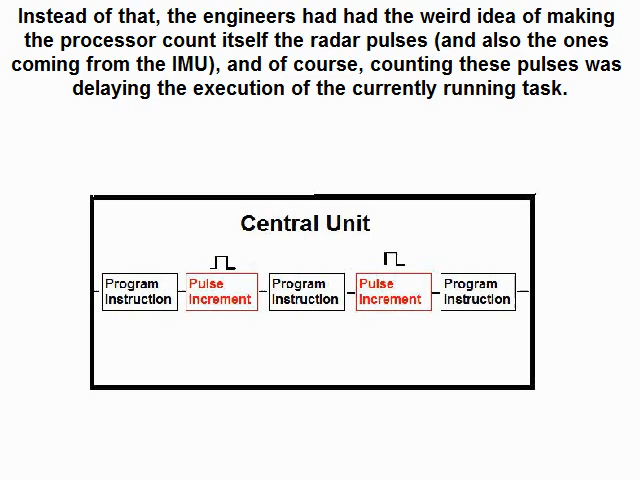 Instead of that, the engineers had had the weird idea of making
the processor count itself the radar pulses (and also the ones
coming from the IMU), and of course, counting these pulses was
delaying the execution of the currently running task.
Central Unit
Program Instruction
Pulse Increment
Program Instruction
Pulse Increment
Program Instruction